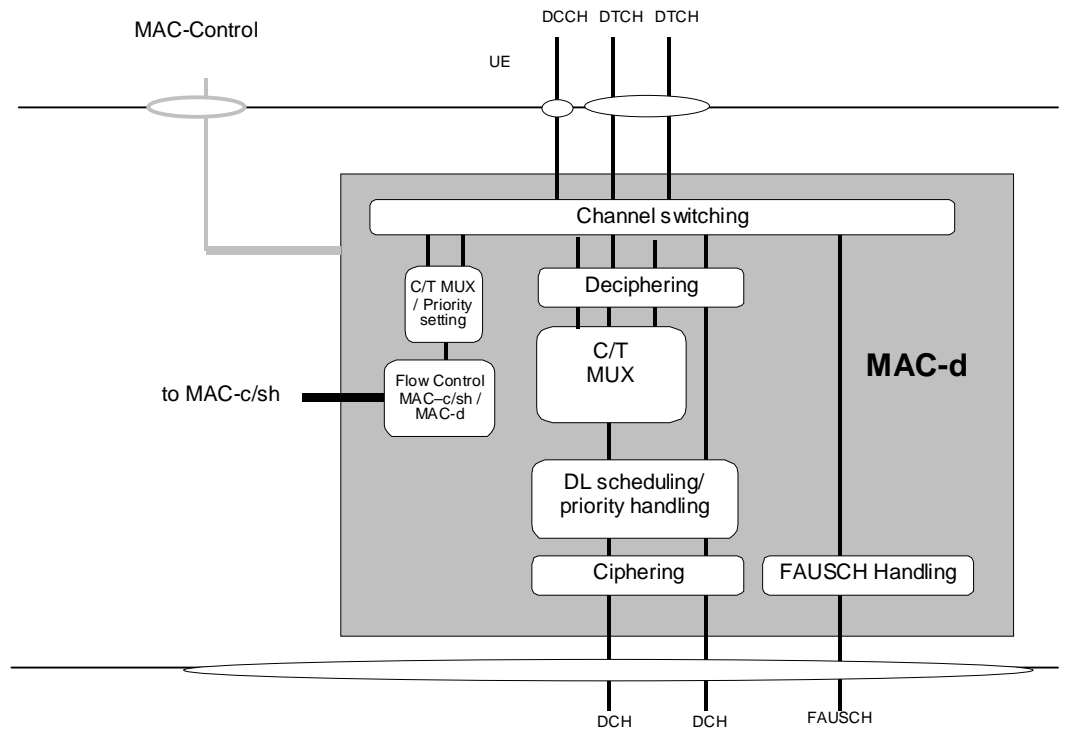 DCCH DTCH DTCH
MAC-Control
UE
Channel switching
C/T MUX
/ Priority
setting
Deciphering
C/T
MUX
MAC-d
to MAC-c/sh
Flow Control
MAC–c/sh /
MAC-d
DL scheduling/
priority handling
Ciphering
FAUSCH Handling
DCH
DCH
FAUSCH